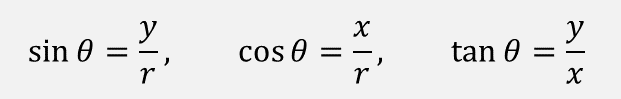 sin θ = y/r, cos θ = x/r, tan θ = y/x